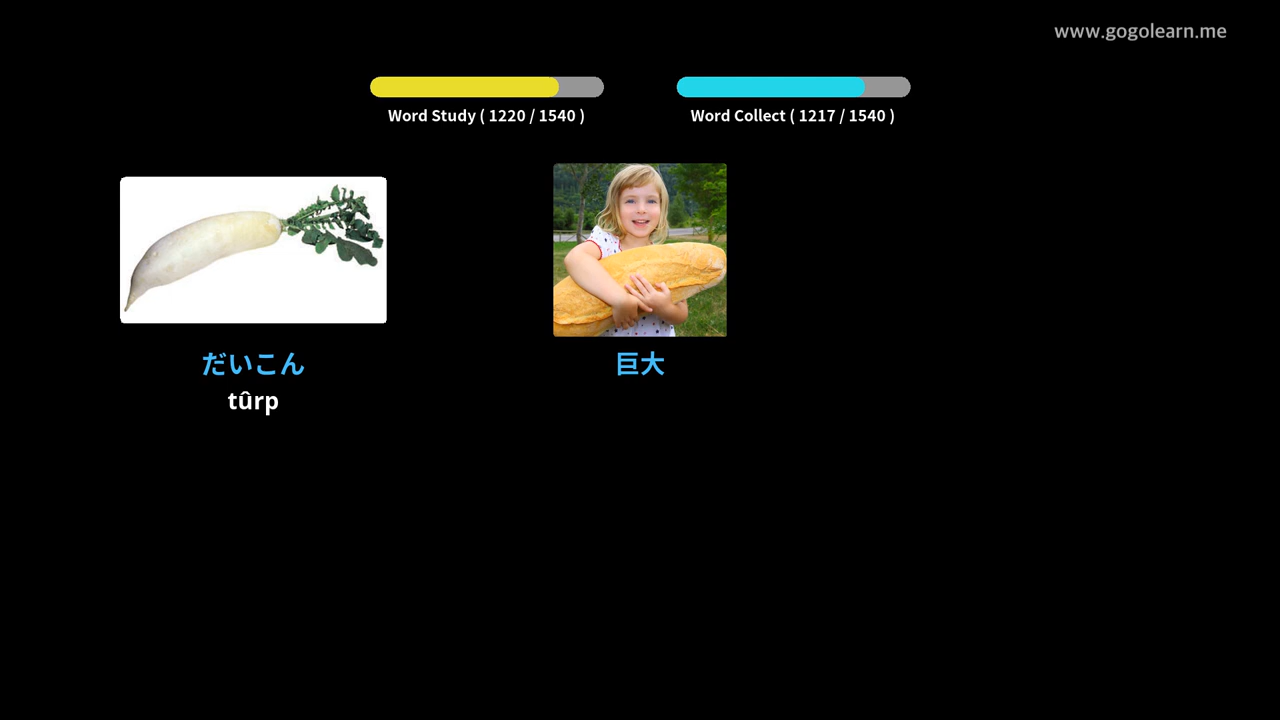 www.gogolearn.me
Word Study ( 1220 / 1540 )
Word Collect ( 1217 / 1540 )
だいこん
tûrp
巨大